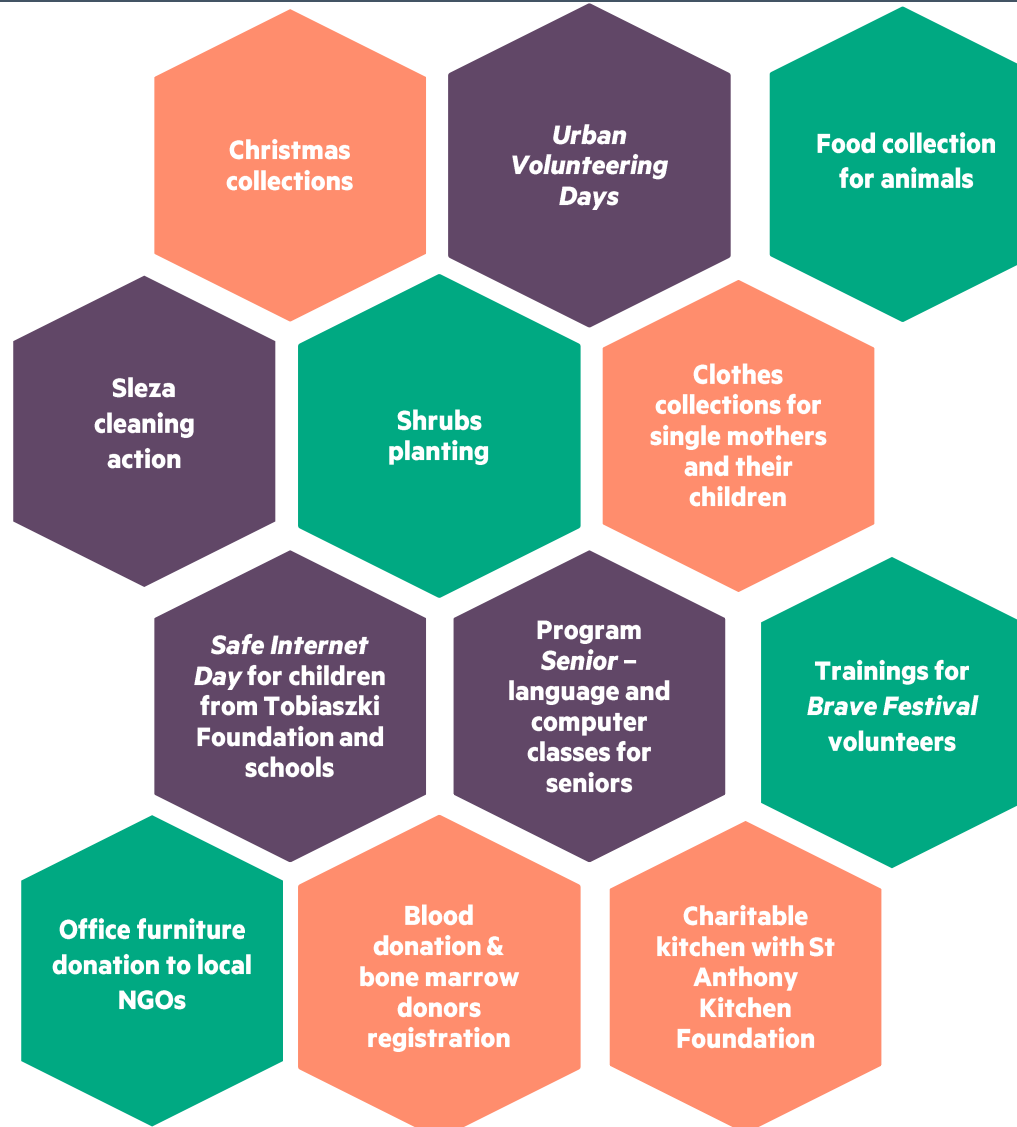 Christmas
collections
Urban
Volunteering
Days
Food collection
for animals
Sleza
cleaning
action
Shrubs
planting
Clothes
collections for
single mothers
and their
children
Safe Internet
Day for children
from Tobiaszki
Foundation and
schools
Program
Senior –
language and
computer
classes for
seniors
Trainings for
Brave Festival
volunteers
Office furniture
donation to local
NGOs
Blood
donation &
bone marrow
donors
registration
Charitable
kitchen with St
Anthony
Kitchen
Foundation